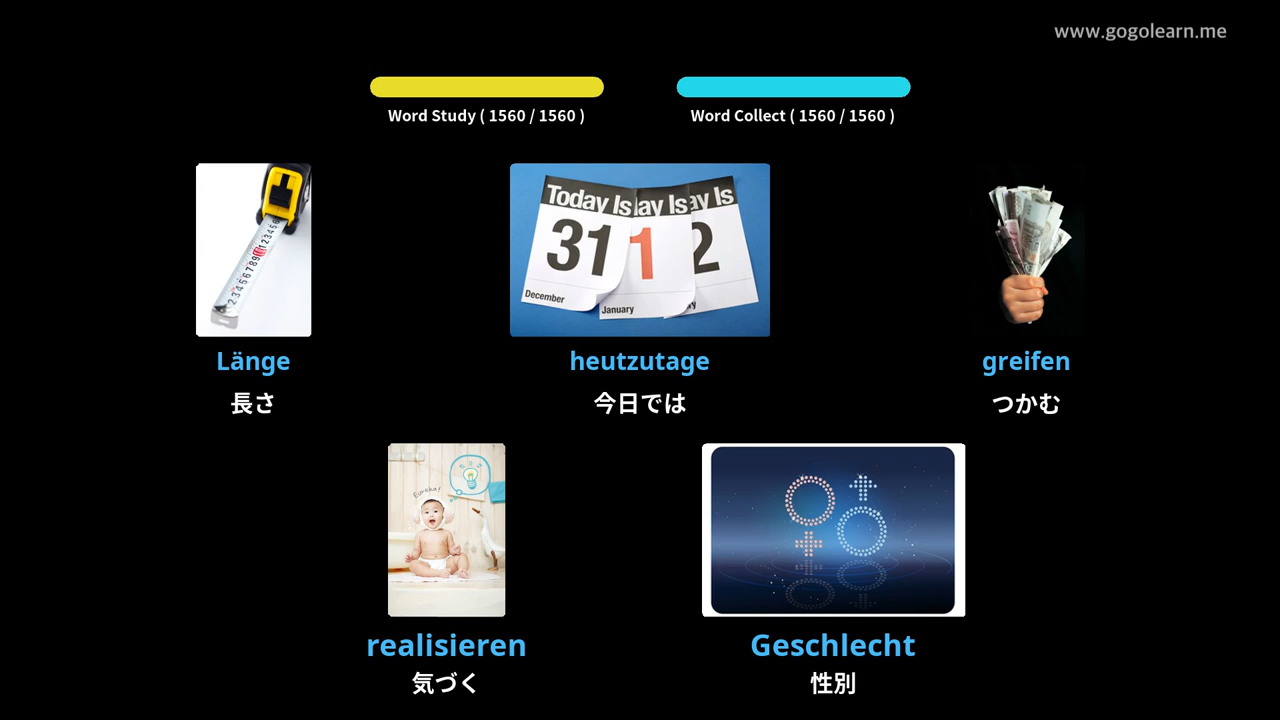 www.gogolearn.me
Word Study ( 1560 / 1560 )
Word Collect ( 1560 / 1560 )
Today Is
31
December
1
January
2
Länge
heutzutage
greifen
長さ
今日では
つかむ
Eureka!
realisieren
Geschlecht
気づく
性別